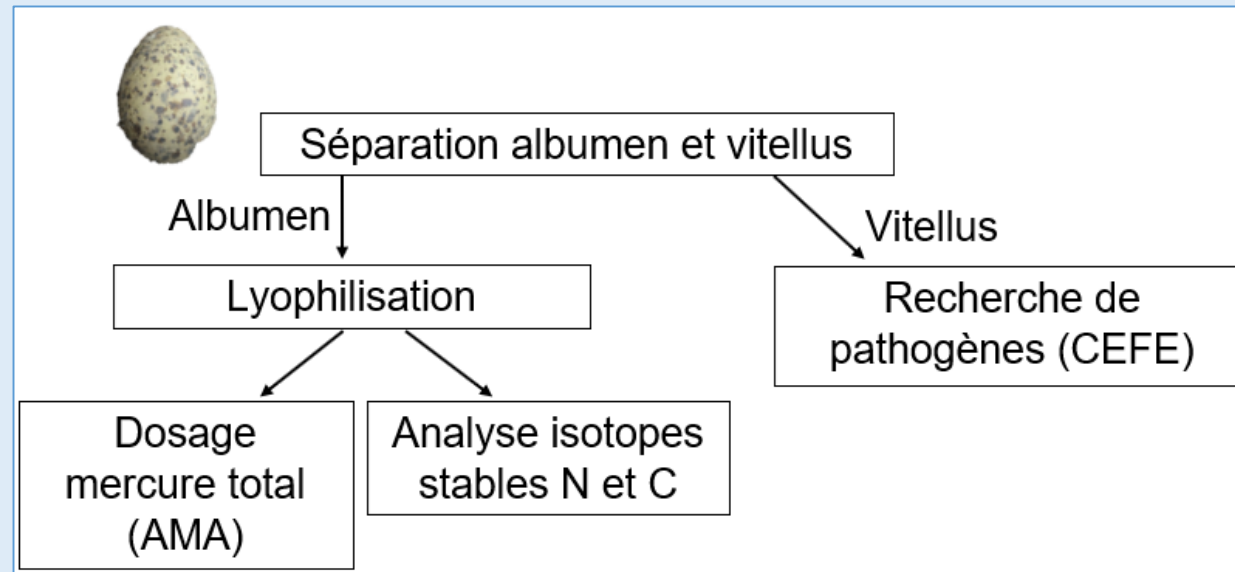 Séparation albumen et vitellus
Albumen
Vitellus
Lyophilisation
Recherche de
pathogènes (CEFE)
Dosage
mercure total
(AMA)
Analyse isotopes
stables N et C